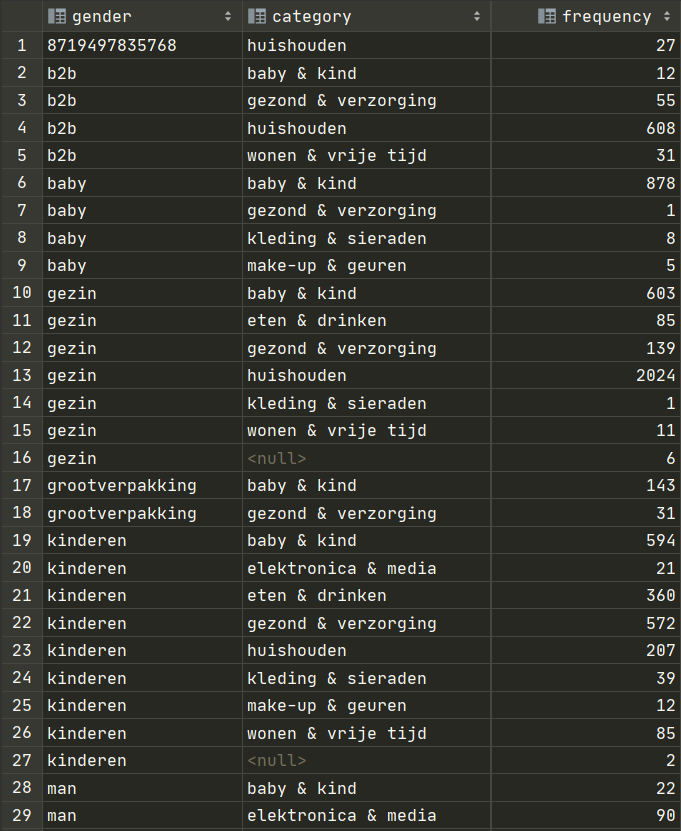 gender category frequency
1 8719497835768 huishouden 27
2 b2b baby & kind 12
3 b2b gezond & verzorging 55
4 b2b huishouden 608
5 b2b wonen & vrije tijd 31
6 baby baby & kind 878
7 baby gezond & verzorging 1
8 baby kleding & sieraden 8
9 baby make-up & geuren 5
10 gezin baby & kind 603
11 gezin eten & drinken 85
12 gezin gezond & verzorging 139
13 gezin huishouden 2024
14 gezin kleding & sieraden 1
15 gezin wonen & vrije tijd 11
16 gezin <null> 6
17 grootverpakking baby & kind 143
18 grootverpakking gezond & verzorging 31
19 kinderen baby & kind 594
20 kinderen elektronica & media 21
21 kinderen eten & drinken 360
22 kinderen gezond & verzorging 572
23 kinderen huishouden 207
24 kinderen kleding & sieraden 39
25 kinderen make-up & geuren 12
26 kinderen wonen & vrije tijd 85
27 kinderen <null> 2
28 man baby & kind 22
29 man elektronica & media 90